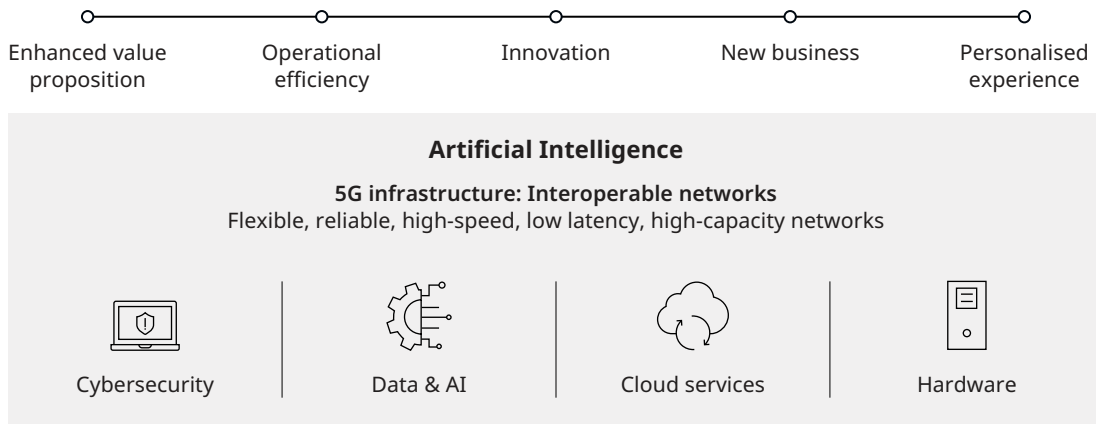 Enhanced value
proposition
Operational
efficiency
Innovation
New business
Personalised
experience
Artificial Intelligence
5G infrastructure: Interoperable networks
Flexible, reliable, high-speed, low latency, high-capacity networks
Cybersecurity
Data & AI
Cloud services
Hardware